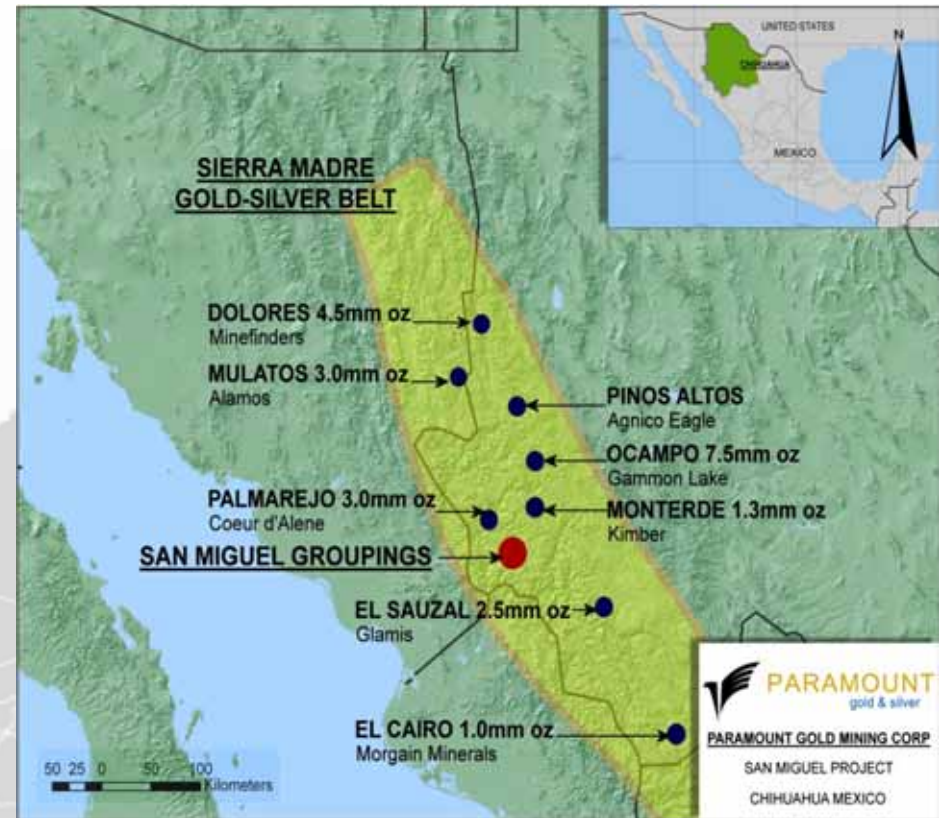 UNITED STATES
N
CHIHUAHUA
MEXICO
SIERRA MADRE
GOLD-SILVER BELT
DOLORES 4.5mm oz
Minefinders
MULATOS 3.0mm oz
Alamos
PINOS ALTOS
Agnico Eagle
OCAMPO 7.5mm oz
Gammon Lake
PALMAREJO 3.0mm oz
Coeur d'Alene
MONTERDE 1.3mm oz
Kimber
SAN MIGUEL GROUPINGS
EL SAUZAL 2.5mm oz
Glamis
EL CAIRO 1.0mm oz
Morgain Minerals
50 25 0 50 100
Kilometers
PARAMOUNT
gold & silver
PARAMOUNT GOLD MINING CORP
SAN MIGUEL PROJECT
CHIHUAHUA MEXICO